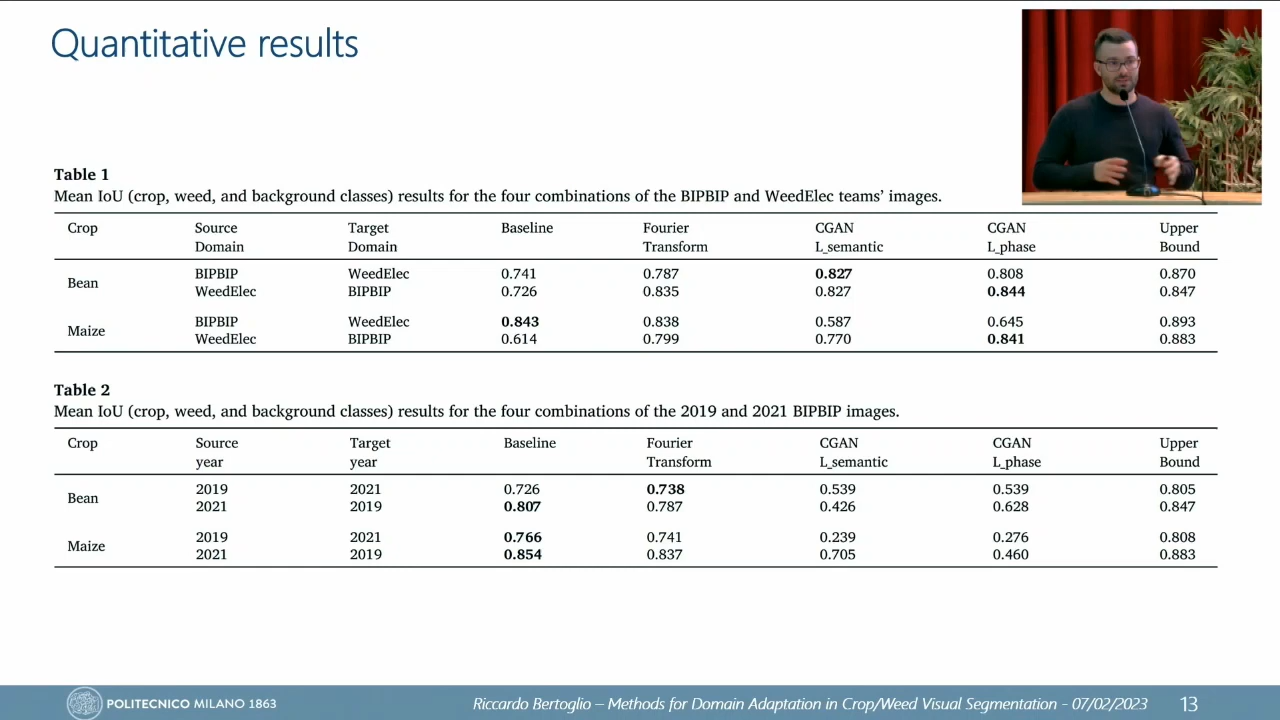 Quantitative results
Table 1
Mean IoU (crop, weed, and background classes) results for the four combinations of the BIPBIP and WeedElec teams' images.
Crop Source Domain Target Domain Baseline Fourier Transform CGAN L_semantic CGAN L_phase Upper Bound
Bean
BIPBIP WeedElec 0.741 0.787 0.827 0.808 0.870
WeedElec BIPBIP 0.726 0.835 0.827 0.844 0.847
Maize
BIPBIP WeedElec 0.843 0.838 0.587 0.645 0.893
WeedElec BIPBIP 0.614 0.799 0.770 0.841 0.883
Table 2
Mean IoU (crop, weed, and background classes) results for the four combinations of the 2019 and 2021 BIPBIP images.
Crop Source year Target year Baseline Fourier Transform CGAN L_semantic CGAN L_phase Upper Bound
Bean
2019 2021 0.726 0.738 0.539 0.539 0.805
2021 2019 0.807 0.787 0.426 0.628 0.847
Maize
2019 2021 0.766 0.741 0.239 0.276 0.808
2021 2019 0.854 0.837 0.705 0.460 0.883
POLITECNICO MILANO 1863
Riccardo Bertoglio – Methods for Domain Adaptation in Crop/Weed Visual Segmentation - 07/02/2023
13